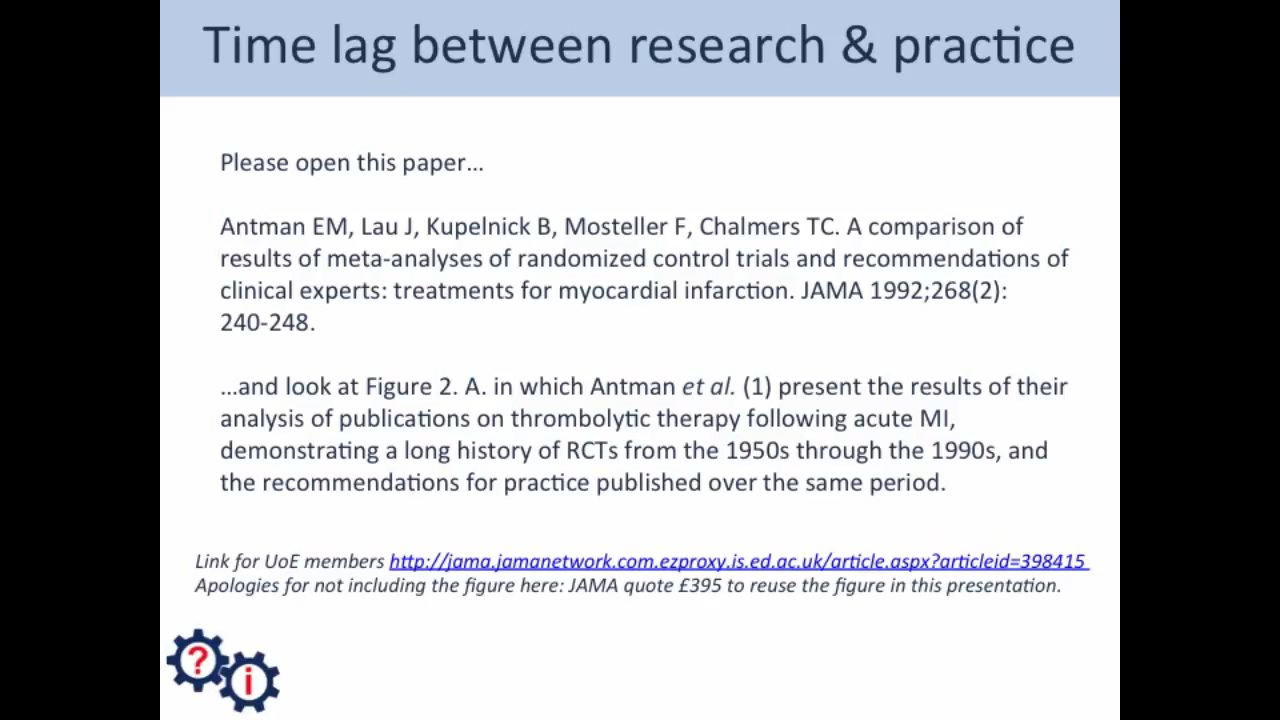 Time lag between research & practice
Please open this paper…
Antman EM, Lau J, Kupelnick B, Mosteller F, Chalmers TC. A comparison of
results of meta-analyses of randomized control trials and recommendations of
clinical experts: treatments for myocardial infarction. JAMA 1992;268(2):
240-248.
…and look at Figure 2. A. in which Antman et al. (1) present the results of their
analysis of publications on thrombolytic therapy following acute MI,
demonstrating a long history of RCTs from the 1950s through the 1990s, and
the recommendations for practice published over the same period.
Link for UoE members http://jama.jamanetwork.com.ezproxy.is.ed.ac.uk/article.aspx?articleid=398415
Apologies for not including the figure here: JAMA quote £395 to reuse the figure in this presentation.
? i